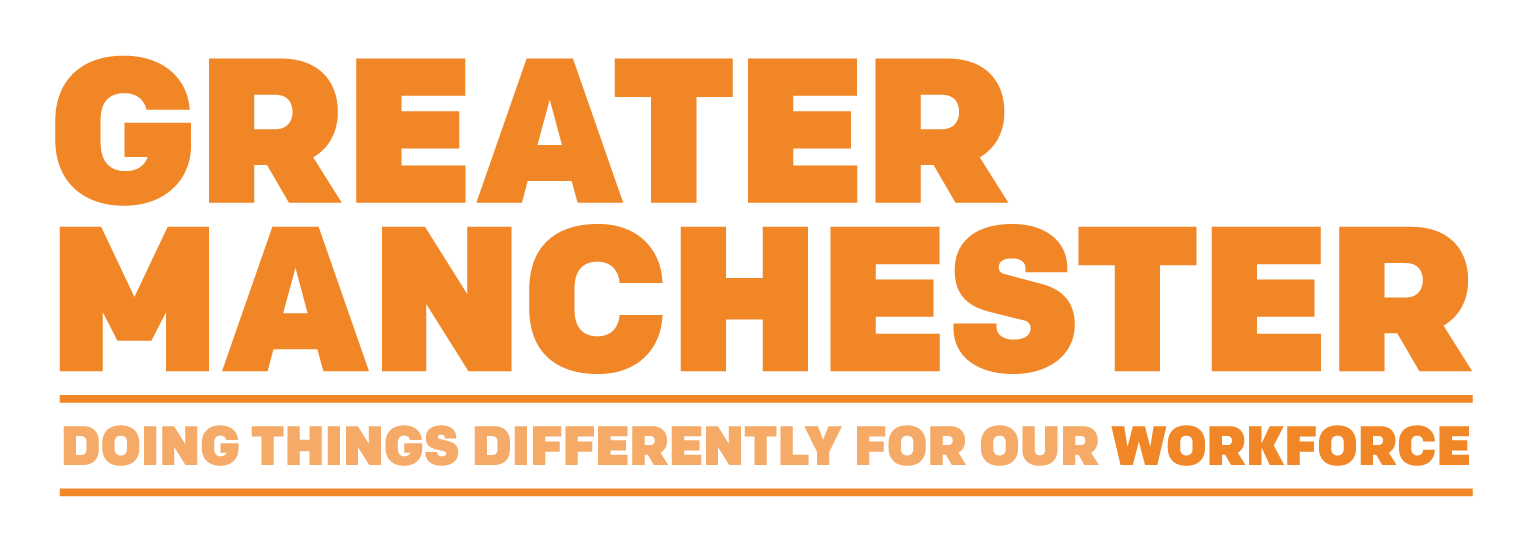 GREATER
MANCHESTER
DOING THINGS DIFFERENTLY FOR OUR WORKFORCE